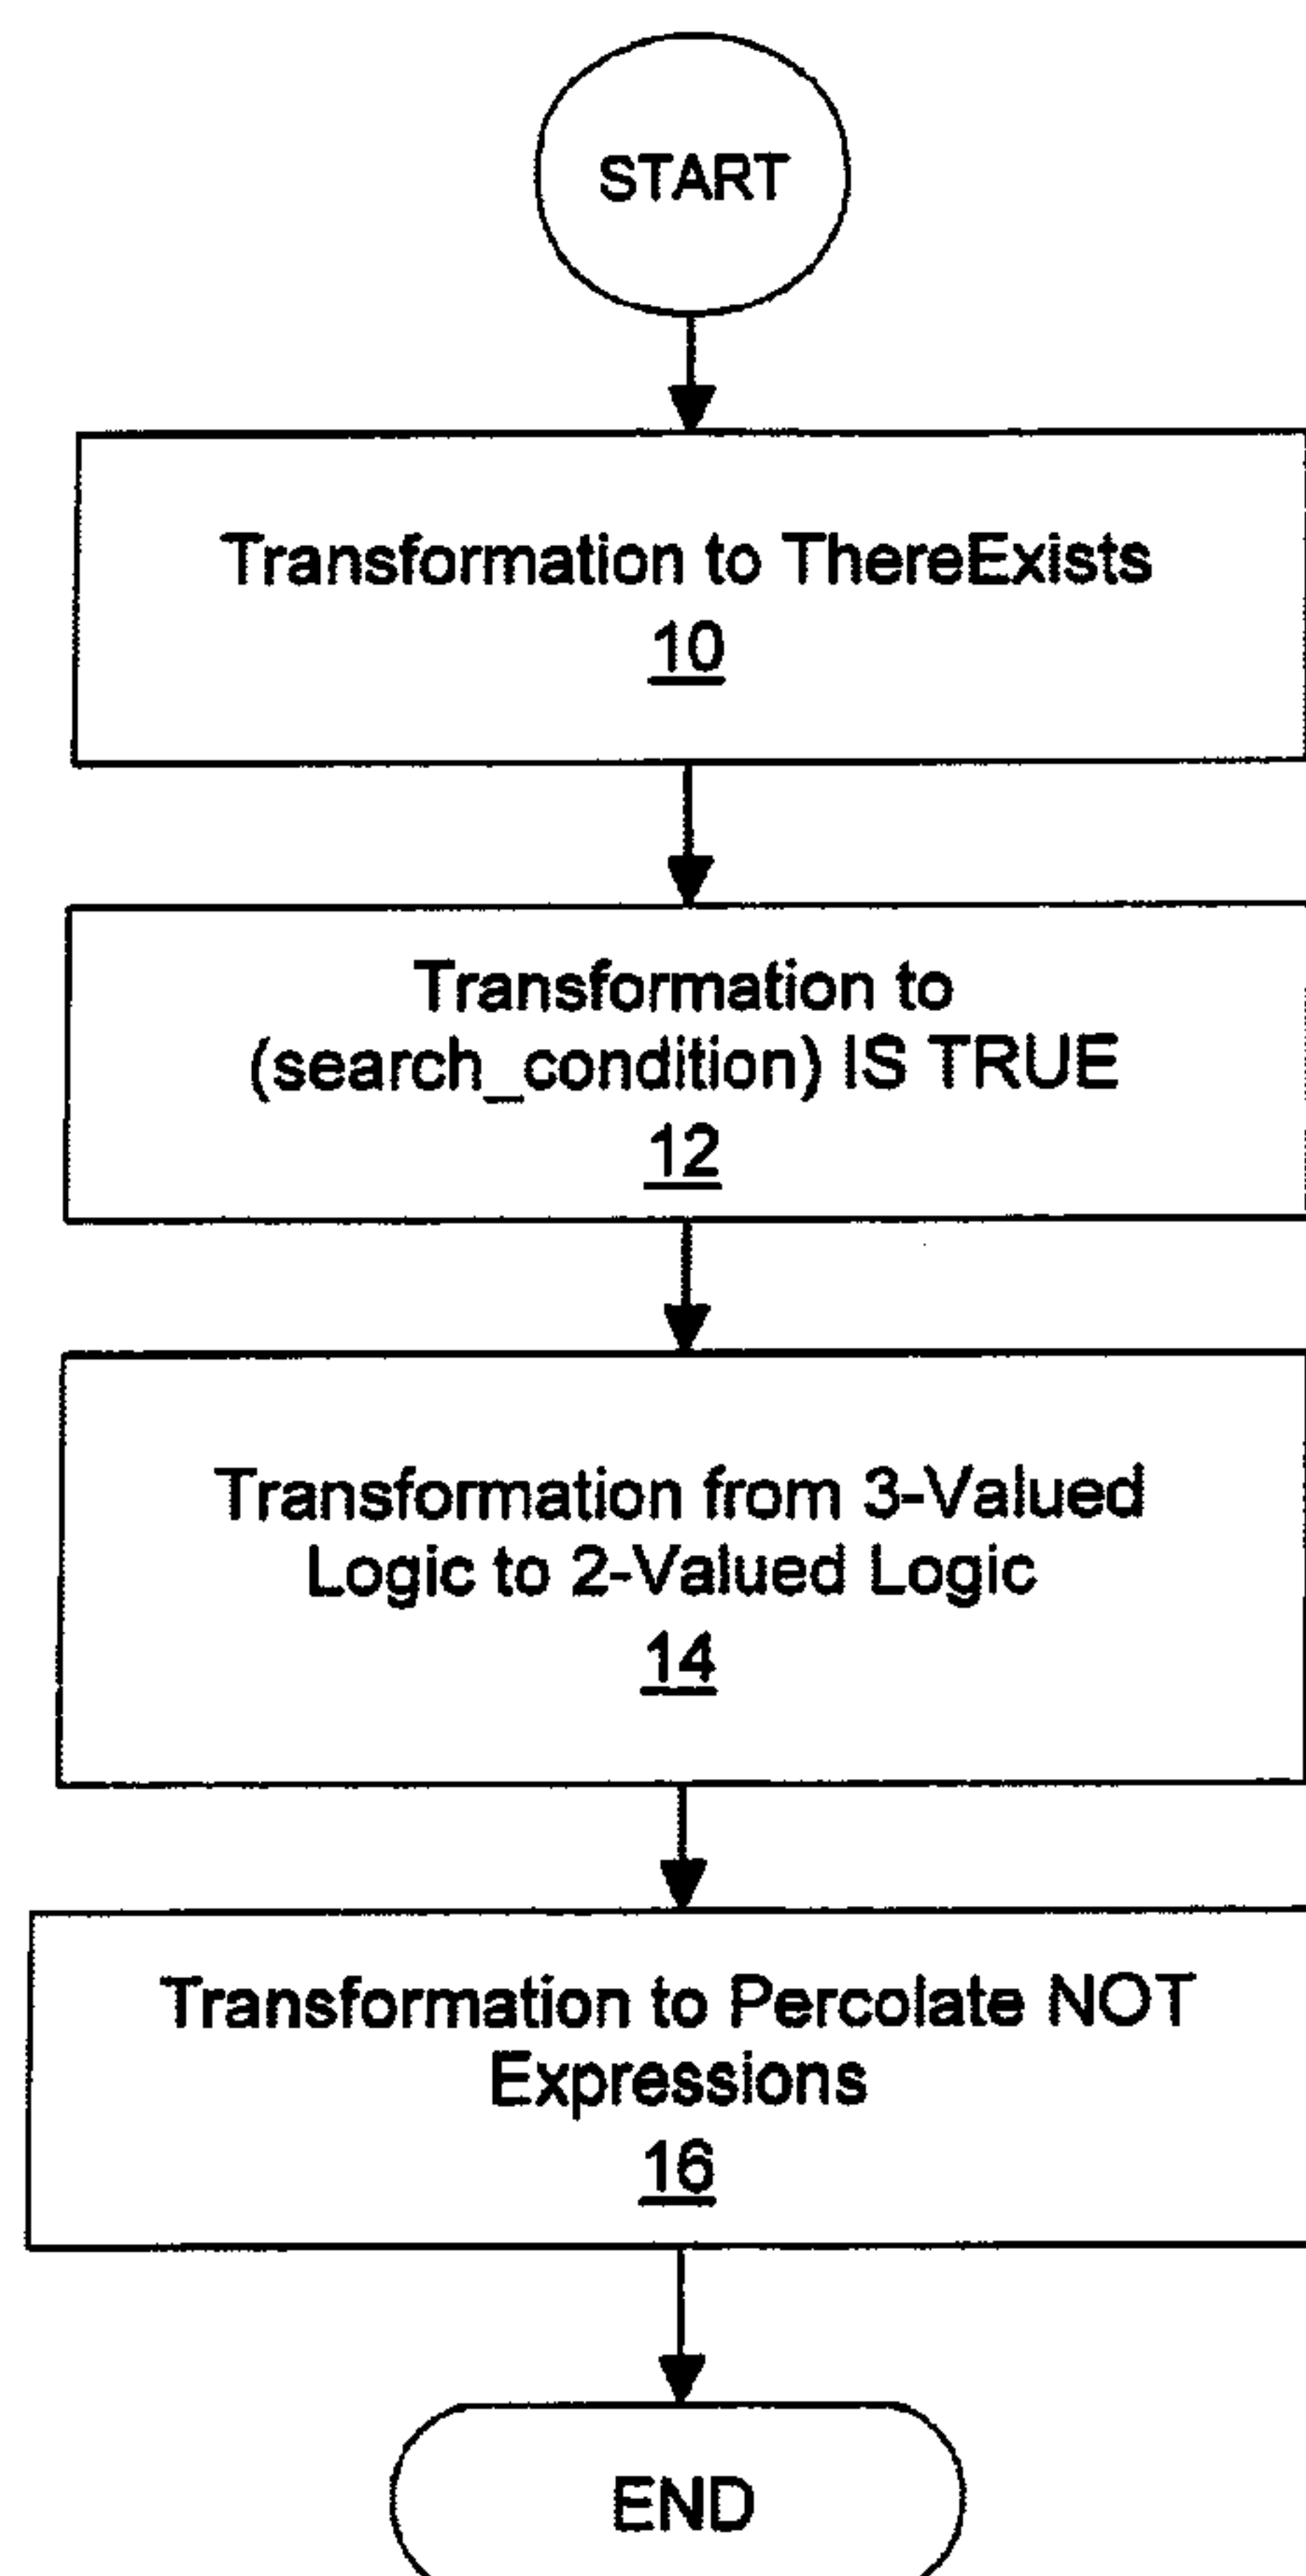 START
Transformation to ThereExists
10
Transformation to
(search_condition) IS TRUE
12
Transformation from 3-Valued
Logic to 2-Valued Logic
14
Transformation to Percolate NOT
Expressions
16
END